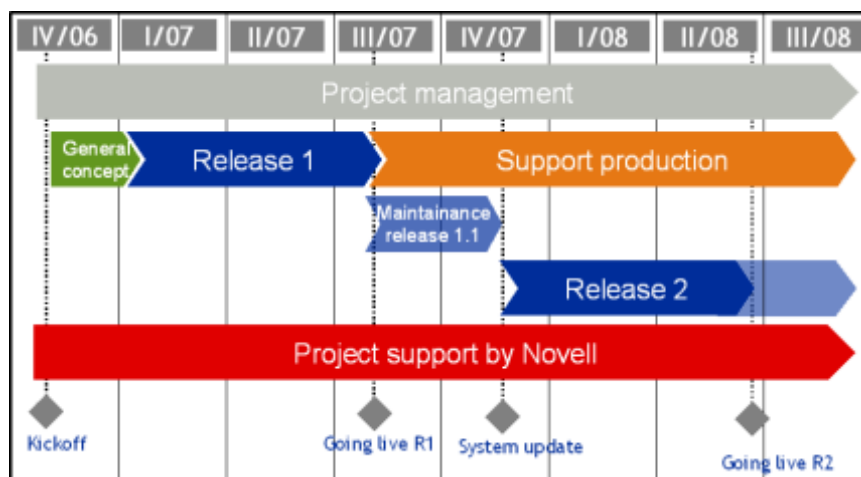 IV/06 I/07 II/07 III/07 IV/07 I/08 II/08 III/08
Project management
General
concept
Release 1
Support production
Maintainance
release 1.1
Release 2
Project support by Novell
Kickoff
Going live R1
System update
Going live R2